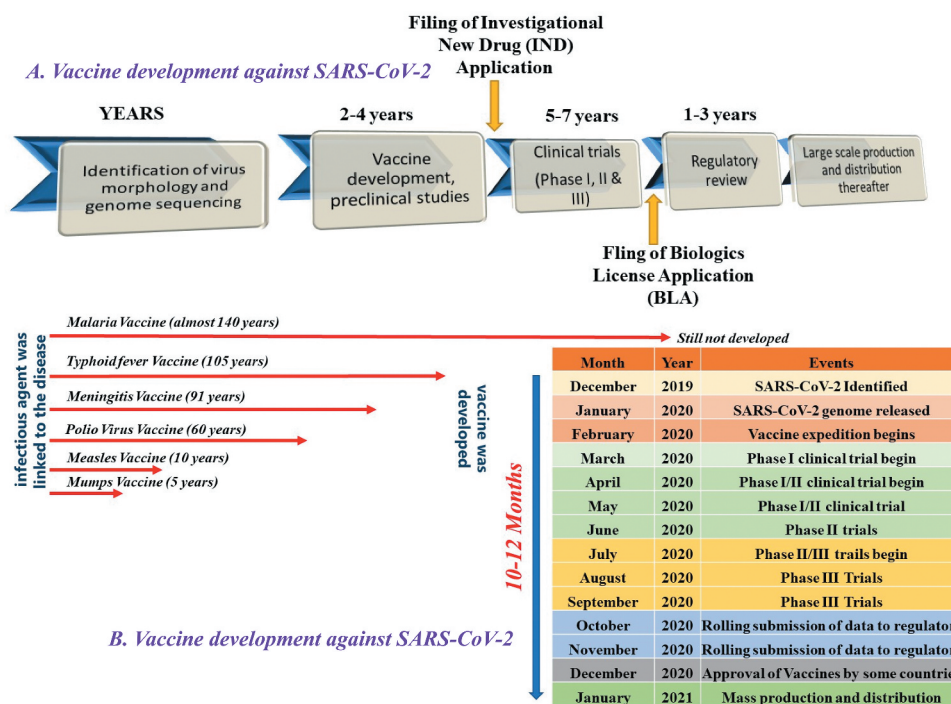 Filing of Investigational
New Drug (IND)
Application
A. Vaccine development against SARS-CoV-2
YEARS
2-4 years
5-7 years
1-3 years
Identification of virus
morphology and
genome sequencing
Vaccine
development,
preclinical studies
Clinical trials
(Phase I, II &
III)
Regulatory
review
Large scale production
and distribution
thereafter
Fling of Biologics
License Application
(BLA)
infectious agent was
linked to the disease
Malaria Vaccine (almost 140 years)
Still not developed
Typhoid fever Vaccine (105 years)
Meningitis Vaccine (91 years)
Polio Virus Vaccine (60 years)
Measles Vaccine (10 years)
Mumps Vaccine (5 years)
vaccine was
developed
10-12 Months
B. Vaccine development against SARS-CoV-2
Month Year Events
December 2019 SARS-CoV-2 Identified
January 2020 SARS-CoV-2 genome released
February 2020 Vaccine expedition begins
March 2020 Phase I clinical trial begin
April 2020 Phase I/II clinical trial begin
May 2020 Phase I/II clinical trial
June 2020 Phase II trials
July 2020 Phase II/III trails begin
August 2020 Phase III Trials
September 2020 Phase III Trials
October 2020 Rolling submission of data to regulator
November 2020 Rolling submission of data to regulator
December 2020 Approval of Vaccines by some countrie
January 2021 Mass production and distribution